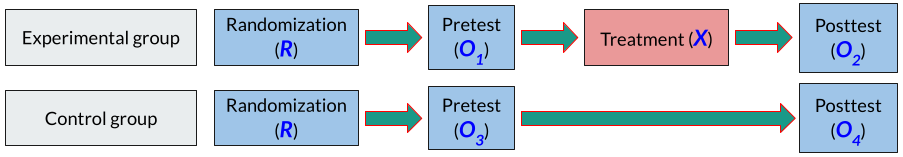 Experimental group
Randomization
(R)
Pretest
(O1)
Treatment (X)
Posttest
(O2)
Control group
Randomization
(R)
Pretest
(O3)
Posttest
(O4)